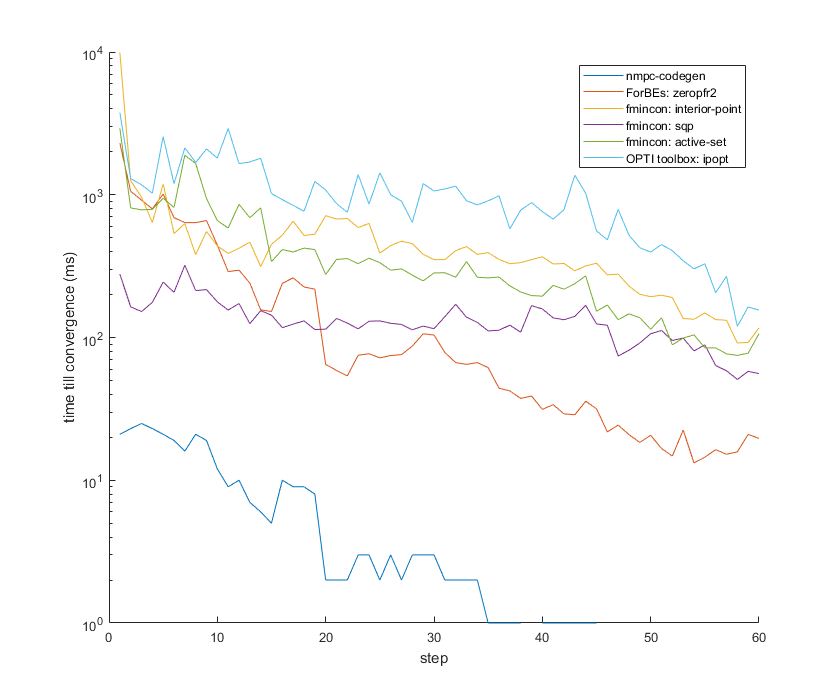 10^4
10^3
10^2
10^1
10^0
time till convergence (ms)
nmpc-codegen
ForBEs: zeropfr2
fmincon: interior-point
fmincon: sqp
fmincon: active-set
OPTI toolbox: ipopt
0 10 20 30 40 50 60
step